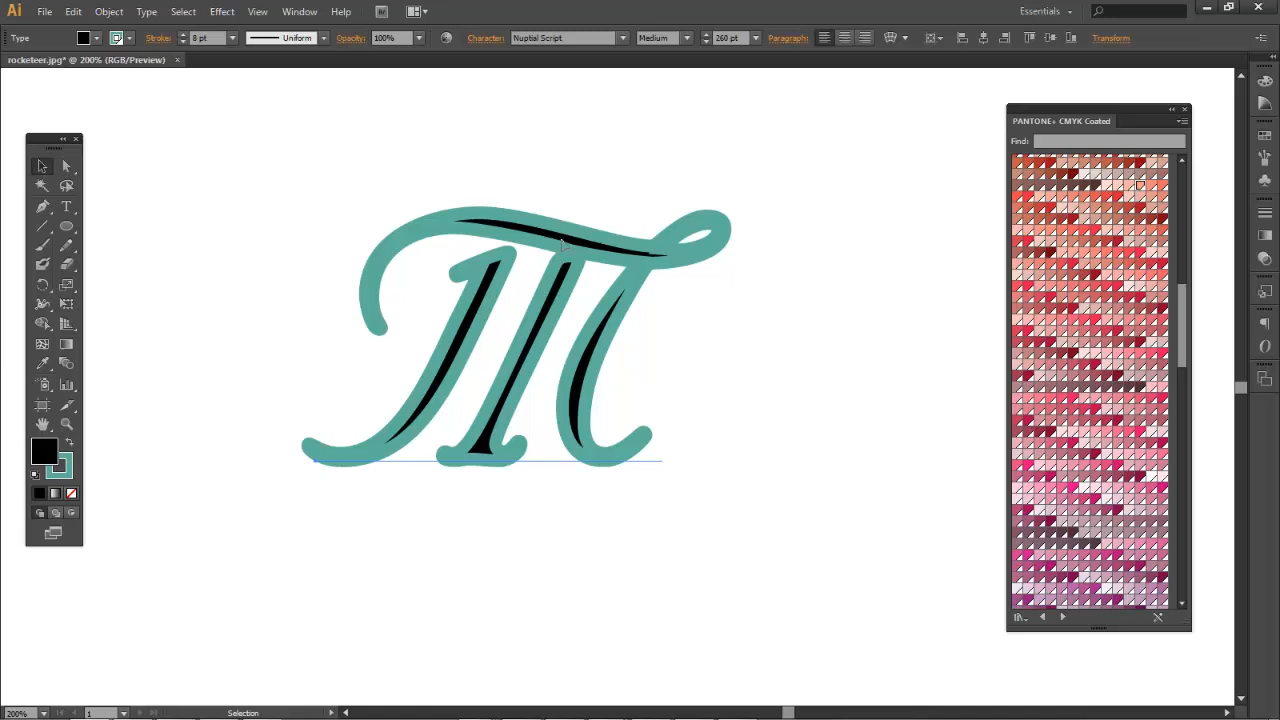 Ai File Edit Object Type Select Effect View Window Help Br Essentials
Type Stroke: 8 pt Uniform Opacity: 100% Character: Nuptial Script Medium 260 pt Paragraph: Transform
rocketeer.jpg* @ 200% (RGB/Preview) ×
PANTONE+ CMYK Coated
Find:
200% 1 Selection